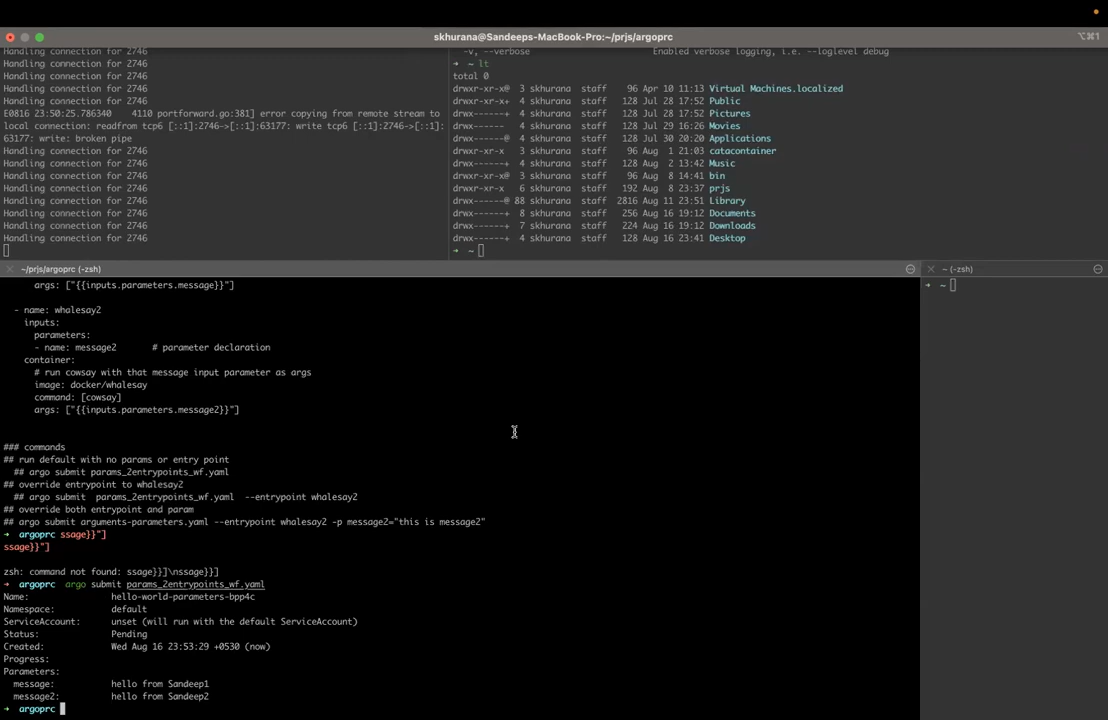 skhurana@Sandeeps-MacBook-Pro:~/prjs/argoprc
⌥⌘1
Handling connection for 2746
Handling connection for 2746
Handling connection for 2746
Handling connection for 2746
Handling connection for 2746
E0816 23:50:25.786340    4110 portforward.go:381] error copying from remote stream to
local connection: readfrom tcp6 [::1]:2746->[::1]:63177: write tcp6 [::1]:2746->[::1]:
63177: write: broken pipe
Handling connection for 2746
Handling connection for 2746
Handling connection for 2746
Handling connection for 2746
Handling connection for 2746
Handling connection for 2746
Handling connection for 2746
Handling connection for 2746
-v, --verbose                      Enabled verbose logging, i.e. --loglevel debug
➜  ~ lt
total 0
drwxr-xr-x@  3 skhurana  staff    96 Apr 10 11:13 Virtual Machines.localized
drwxr-xr-x+  4 skhurana  staff   128 Jul 28 17:52 Public
drwx------+  4 skhurana  staff   128 Jul 28 17:52 Pictures
drwx------   4 skhurana  staff   128 Jul 29 16:26 Movies
drwx------@  4 skhurana  staff   128 Jul 30 20:20 Applications
drwxr-xr-x   3 skhurana  staff    96 Aug  1 21:03 catacontainer
drwx------+  4 skhurana  staff   128 Aug  2 13:42 Music
drwxr-xr-x@  3 skhurana  staff    96 Aug  8 14:41 bin
drwxr-xr-x   6 skhurana  staff   192 Aug  8 23:37 prjs
drwx------@ 88 skhurana  staff  2816 Aug 11 23:51 Library
drwx------+  8 skhurana  staff   256 Aug 16 19:12 Documents
drwx------+  7 skhurana  staff   224 Aug 16 19:12 Downloads
drwx------+  4 skhurana  staff   128 Aug 16 23:41 Desktop
➜  ~
~/prjs/argoprc (-zsh)
args: ["{{inputs.parameters.message}}"]
- name: whalesay2
inputs:
parameters:
- name: message2      # parameter declaration
container:
# run cowsay with that message input parameter as args
image: docker/whalesay
command: [cowsay]
args: ["{{inputs.parameters.message2}}"]
### commands
## run default with no params or entry point
## argo submit params_2entrypoints_wf.yaml
## override entrypoint to whalesay2
## argo submit  params_2entrypoints_wf.yaml  --entrypoint whalesay2
## override both entrypoint and param
## argo submit arguments-parameters.yaml --entrypoint whalesay2 -p message2="this is message2"
➜  argoprc ssage}}"]
ssage}}"]
zsh: command not found: ssage}}]\nssage}}]
➜  argoprc  argo submit params_2entrypoints_wf.yaml
Name:                hello-world-parameters-bpp4c
Namespace:           default
ServiceAccount:      unset (will run with the default ServiceAccount)
Status:              Pending
Created:             Wed Aug 16 23:53:29 +0530 (now)
Progress:
Parameters:
message:           hello from Sandeep1
message2:          hello from Sandeep2
➜  argoprc
~ (-zsh)
➜  ~